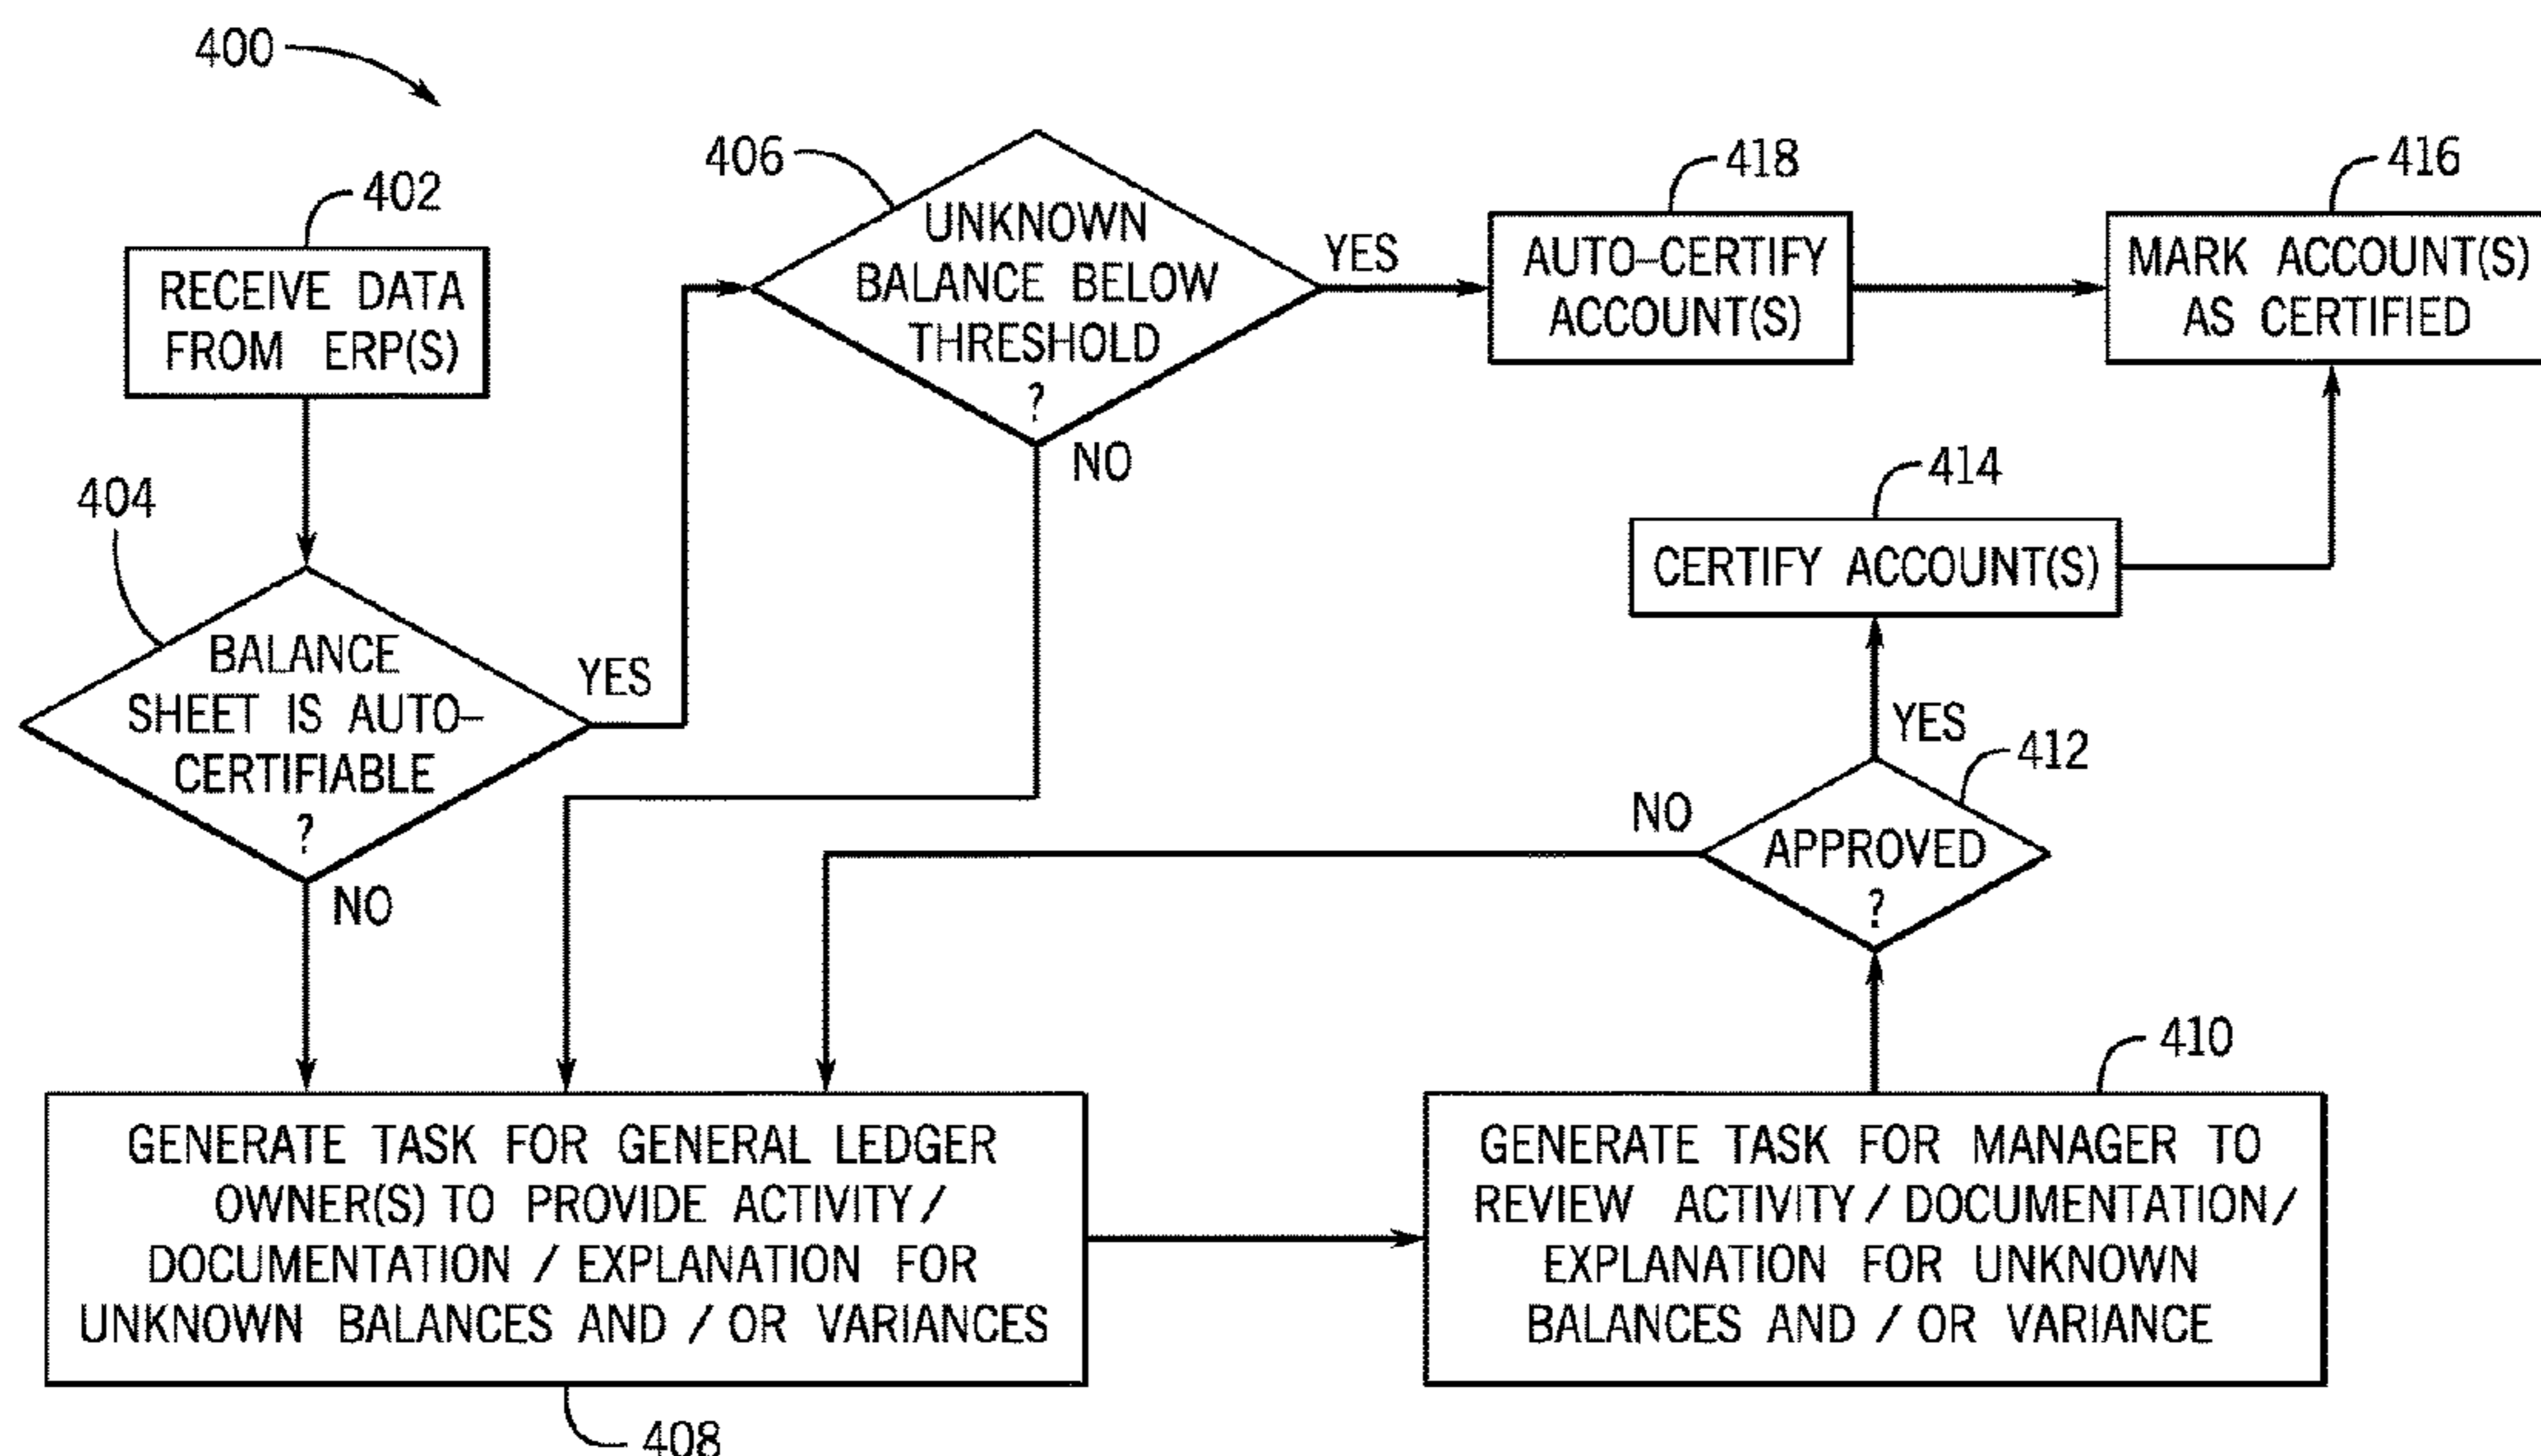 400
402
RECEIVE DATA
FROM ERP(S)
404
BALANCE
SHEET IS AUTO–
CERTIFIABLE
?
YES
NO
406
UNKNOWN
BALANCE BELOW
THRESHOLD
?
YES
NO
418
AUTO–CERTIFY
ACCOUNT(S)
416
MARK ACCOUNT(S)
AS CERTIFIED
414
CERTIFY ACCOUNT(S)
YES
412
NO
APPROVED
?
GENERATE TASK FOR GENERAL LEDGER
OWNER(S) TO PROVIDE ACTIVITY /
DOCUMENTATION / EXPLANATION FOR
UNKNOWN BALANCES AND / OR VARIANCES
408
410
GENERATE TASK FOR MANAGER TO
REVIEW ACTIVITY / DOCUMENTATION /
EXPLANATION FOR UNKNOWN
BALANCES AND / OR VARIANCE